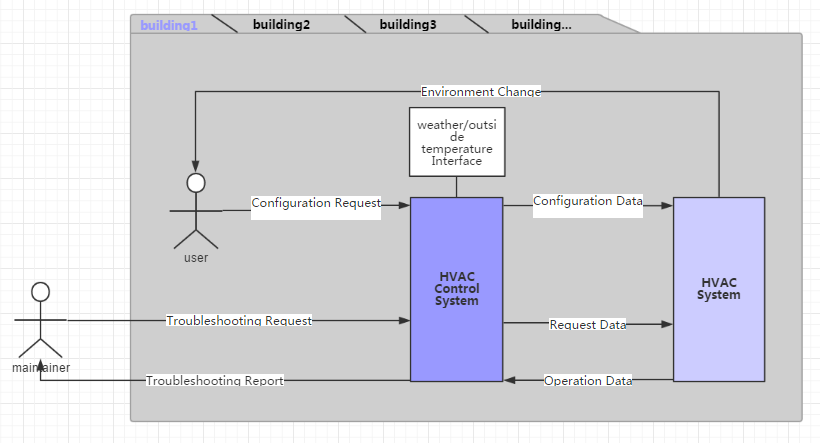 building1
building2
building3
building...
Environment Change
weather/outsi
de
temperature
Interface
Configuration Request
Configuration Data
user
HVAC
Control
System
HVAC
System
Troubleshooting Request
Request Data
maintainer
Troubleshooting Report
Operation Data